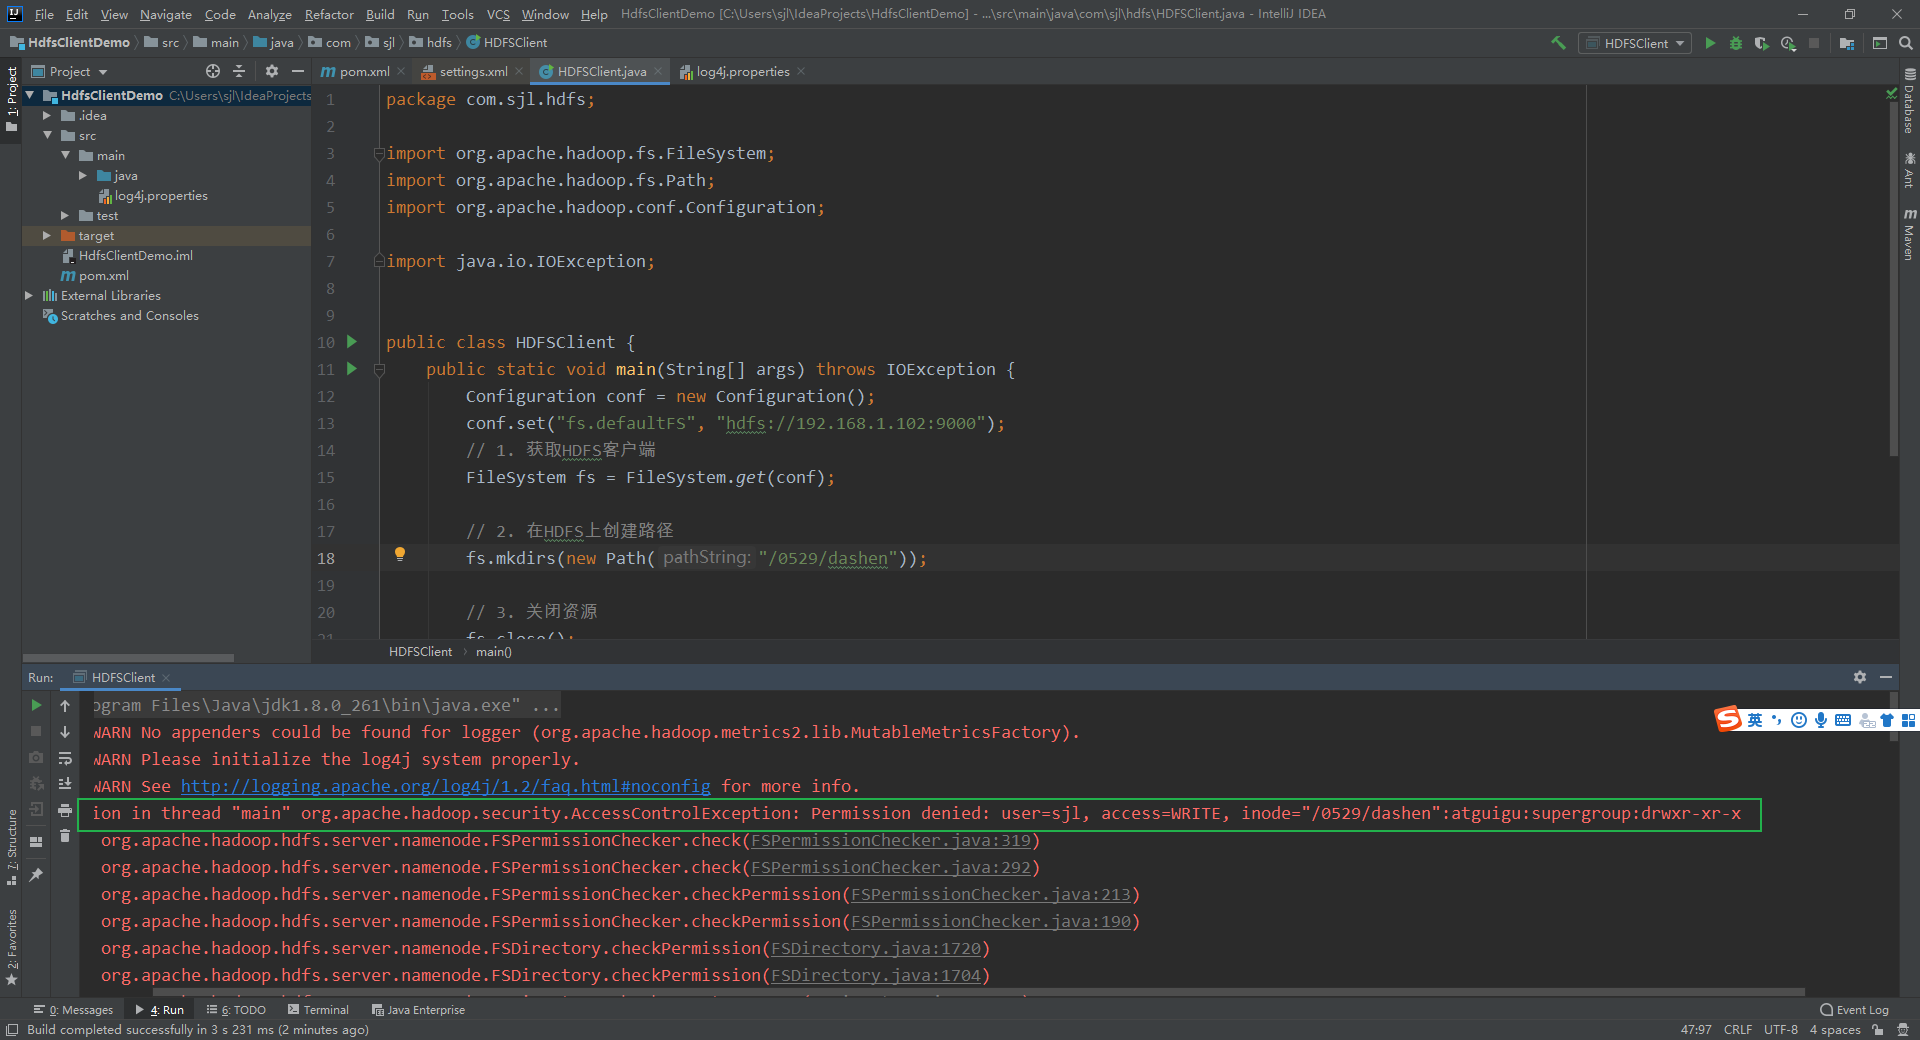 File Edit View Navigate Code Analyze Refactor Build Run Tools VCS Window Help HdfsClientDemo [C:\Users\sjl\IdeaProjects\HdfsClientDemo] - ...\src\main\java\com\sjl\hdfs\HDFSClient.java - IntelliJ IDEA
HdfsClientDemo src main java com sjl hdfs HDFSClient HDFSClient
Project pom.xml settings.xml HDFSClient.java log4j.properties
1: Project
HdfsClientDemo C:\Users\sjl\IdeaProjects
.idea
src
main
java
log4j.properties
test
target
HdfsClientDemo.iml
pom.xml
External Libraries
Scratches and Consoles
1 package com.sjl.hdfs;
2
3 import org.apache.hadoop.fs.FileSystem;
4 import org.apache.hadoop.fs.Path;
5 import org.apache.hadoop.conf.Configuration;
6
7 import java.io.IOException;
8
9
10 public class HDFSClient {
11 public static void main(String[] args) throws IOException {
12 Configuration conf = new Configuration();
13 conf.set("fs.defaultFS", "hdfs://192.168.1.102:9000");
14 // 1. 获取HDFS客户端
15 FileSystem fs = FileSystem.get(conf);
16
17 // 2. 在HDFS上创建路径
18 fs.mkdirs(new Path( pathString: "/0529/dashen"));
19
20 // 3. 关闭资源
21 fs.close();
HDFSClient main()
Database
Ant
Maven
Run: HDFSClient
ogram Files\Java\jdk1.8.0_261\bin\java.exe" ...
WARN No appenders could be found for logger (org.apache.hadoop.metrics2.lib.MutableMetricsFactory).
WARN Please initialize the log4j system properly.
WARN See http://logging.apache.org/log4j/1.2/faq.html#noconfig for more info.
ion in thread "main" org.apache.hadoop.security.AccessControlException: Permission denied: user=sjl, access=WRITE, inode="/0529/dashen":atguigu:supergroup:drwxr-xr-x
org.apache.hadoop.hdfs.server.namenode.FSPermissionChecker.check(FSPermissionChecker.java:319)
org.apache.hadoop.hdfs.server.namenode.FSPermissionChecker.check(FSPermissionChecker.java:292)
org.apache.hadoop.hdfs.server.namenode.FSPermissionChecker.checkPermission(FSPermissionChecker.java:213)
org.apache.hadoop.hdfs.server.namenode.FSPermissionChecker.checkPermission(FSPermissionChecker.java:190)
org.apache.hadoop.hdfs.server.namenode.FSDirectory.checkPermission(FSDirectory.java:1720)
org.apache.hadoop.hdfs.server.namenode.FSDirectory.checkPermission(FSDirectory.java:1704)
英
7: Structure
2: Favorites
0: Messages 4: Run 6: TODO Terminal Java Enterprise Event Log
Build completed successfully in 3 s 231 ms (2 minutes ago) 47:97 CRLF UTF-8 4 spaces